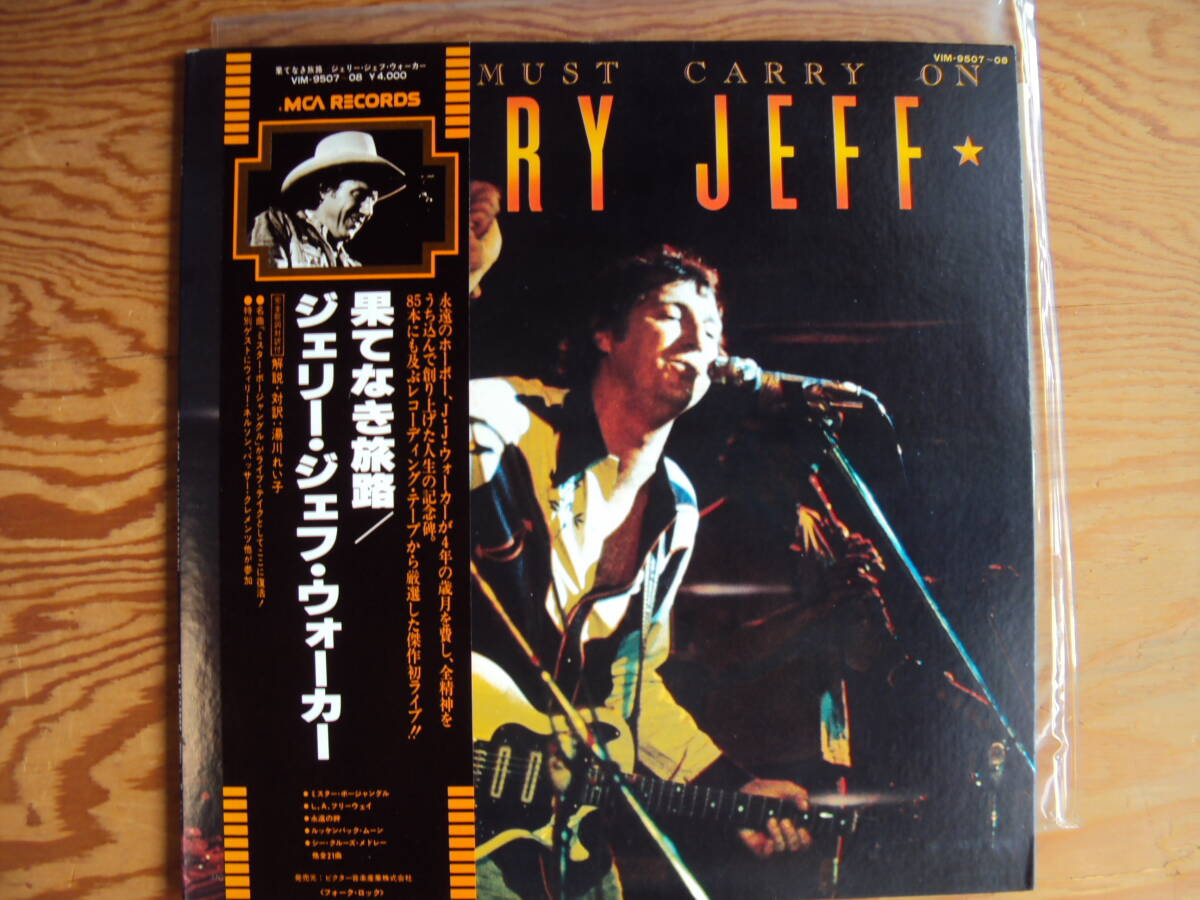 果てなき旅路 ジェリー・ジェフ・ウォーカー
VIM-9507~08 ¥4,000
MCA RECORDS
VIM-9507~08
MUST CARRY ON
RY JEFF
永遠のホーボー、J・J・ウォーカーが4年の歳月を費し、全精神を
うち込んで創り上げた人生の記念碑。
85本にも及ぶレコーディング・テープから厳選した傑作初ライブ!!
果てなき旅路/
ジェリー・ジェフ・ウォーカー
解説・対訳:湯川れい子
●名曲、ミスター・ボージャングルがライブ・テイクとしてここに復活!
●特別ゲストにウィリー・ネルソン、バッサー・クレメンツ他が参加
●ミスター・ボージャングル
●L.A.フリーウェイ
●永遠の絆
●ルッケンバック・ムーン
●シー・クルーズ・メドレー
他全21曲
発売元:ビクター音楽産業株式会社
(フォーク・ロック)